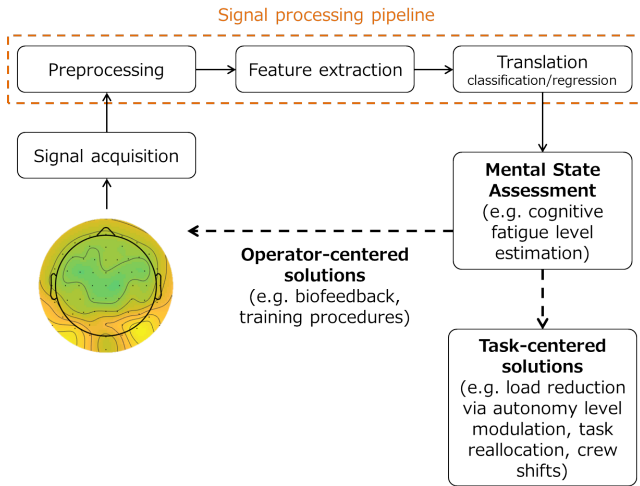 Signal processing pipeline
Preprocessing
Feature extraction
Translation
classification/regression
Signal acquisition
Mental State
Assessment
(e.g. cognitive
fatigue level
estimation)
Operator-centered
solutions
(e.g. biofeedback,
training procedures)
Task-centered
solutions
(e.g. load reduction
via autonomy level
modulation, task
reallocation, crew
shifts)